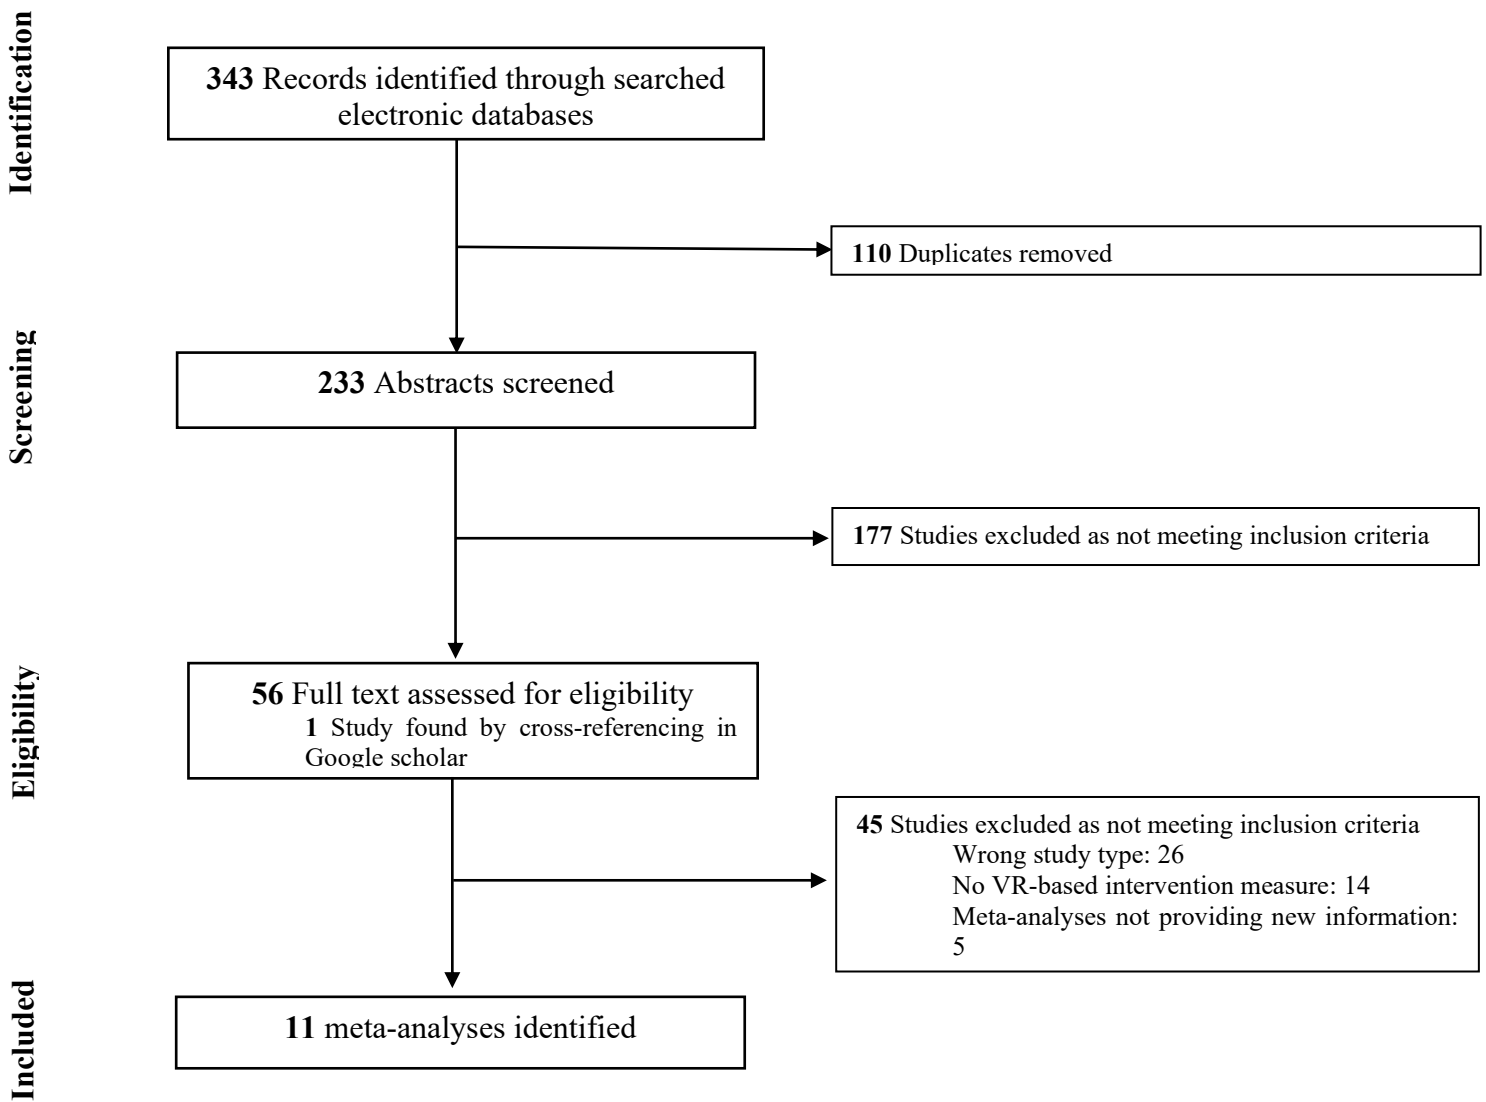 Identification
343 Records identified through searched
electronic databases
110 Duplicates removed
Screening
233 Abstracts screened
177 Studies excluded as not meeting inclusion criteria
Eligibility
56 Full text assessed for eligibility
1 Study found by cross-referencing in
Google scholar
45 Studies excluded as not meeting inclusion criteria
Wrong study type: 26
No VR-based intervention measure: 14
Meta-analyses not providing new information:
5
Included
11 meta-analyses identified